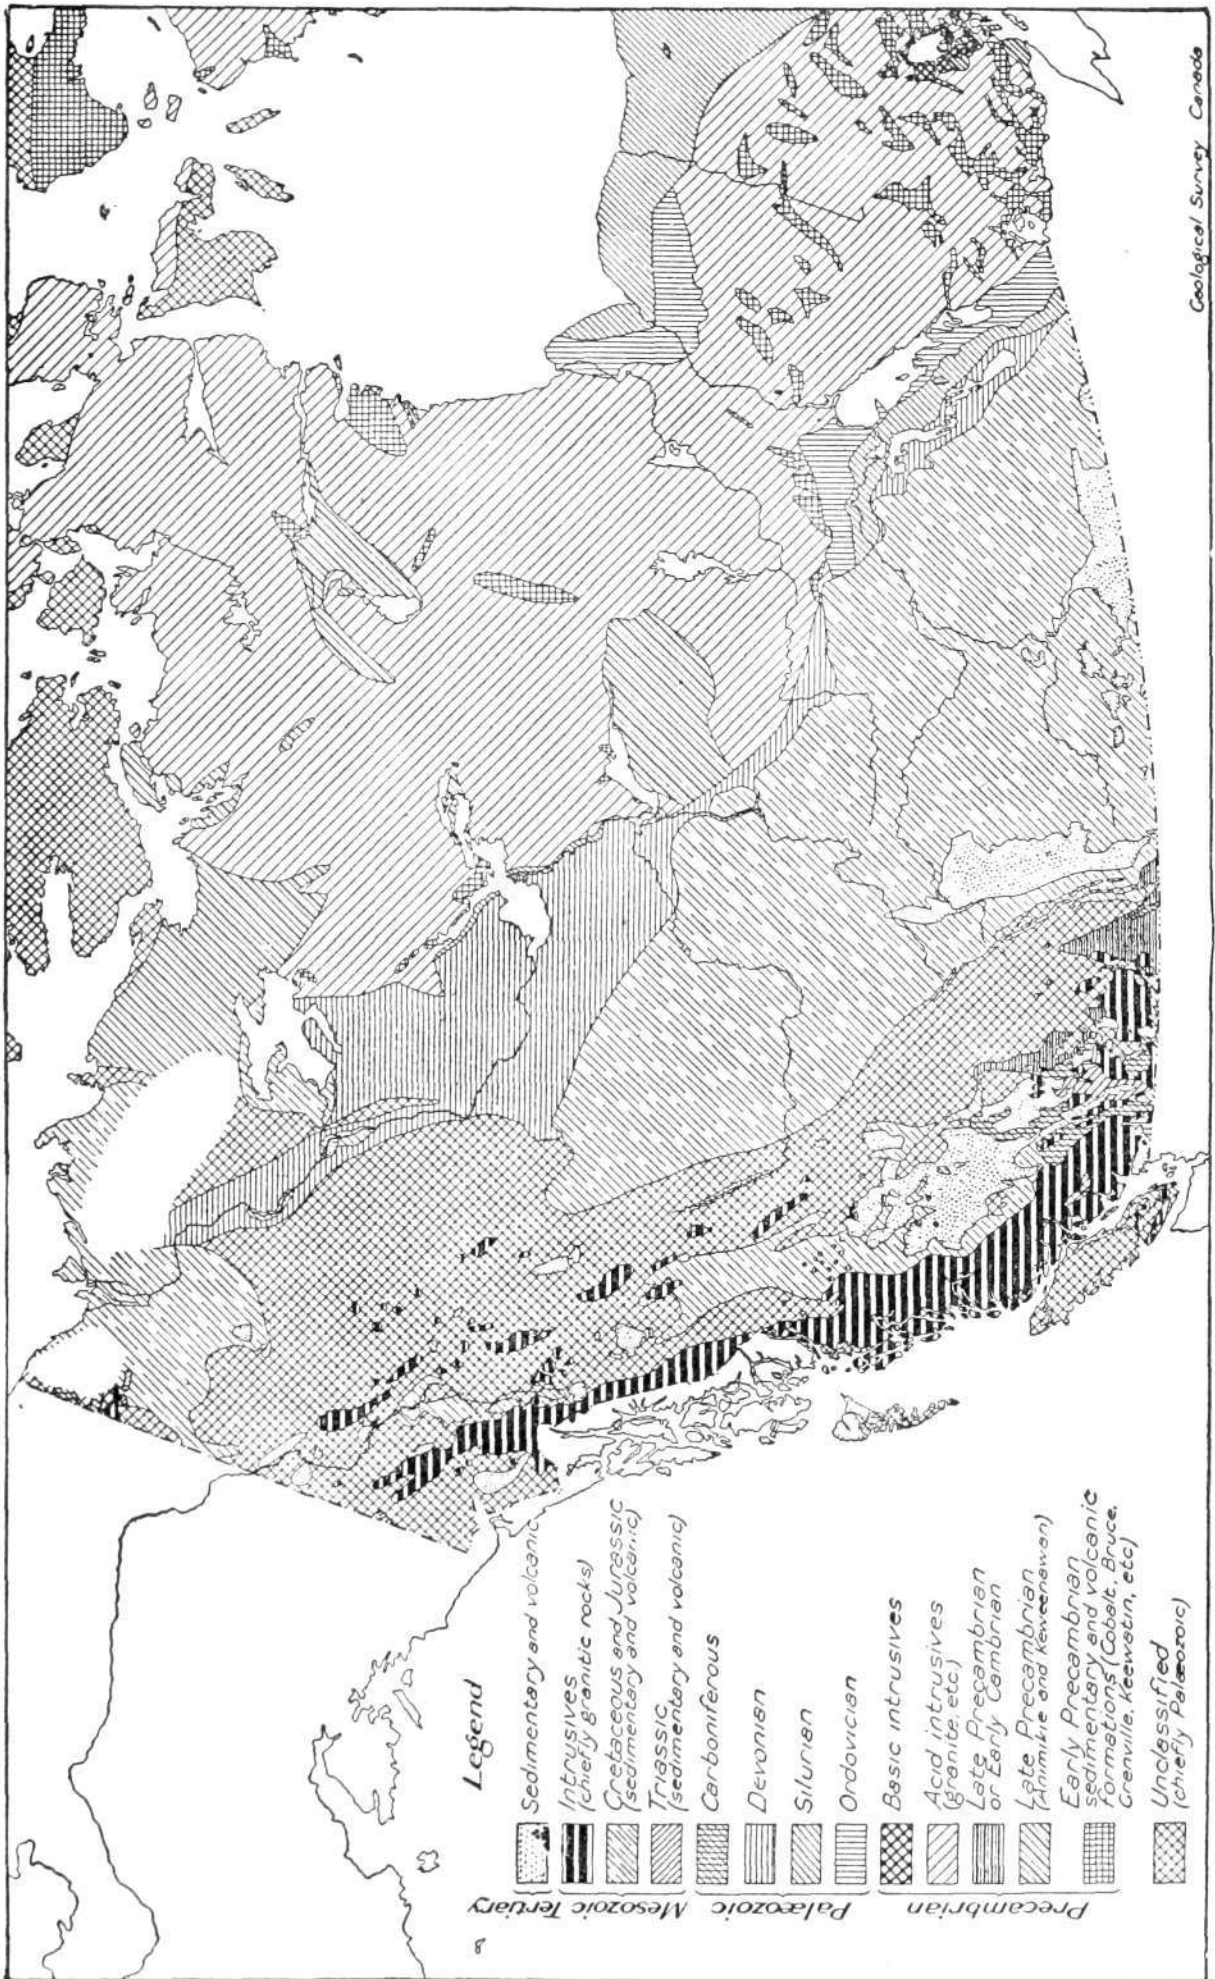 Legend
Tertiary
Sedimentary and volcanic
Mesozoic
Intrusives
(chiefly granitic rocks)
Cretaceous and Jurassic
(sedimentary and volcanic)
Triassic
(sedimentary and volcanic)
Palæozoic
Carboniferous
Devonian
Silurian
Ordovician
Precambrian
Basic intrusives
Acid intrusives
(granite, etc)
Late Precambrian
or Early Cambrian
Late Precambrian
(Animikie and Keweenawan)
Early Precambrian
sedimentary and volcanic
formations (Cobalt, Bruce,
Grenville, Keewatin, etc)
Unclassified
(chiefly Palæozoic)
Geological Survey Canada